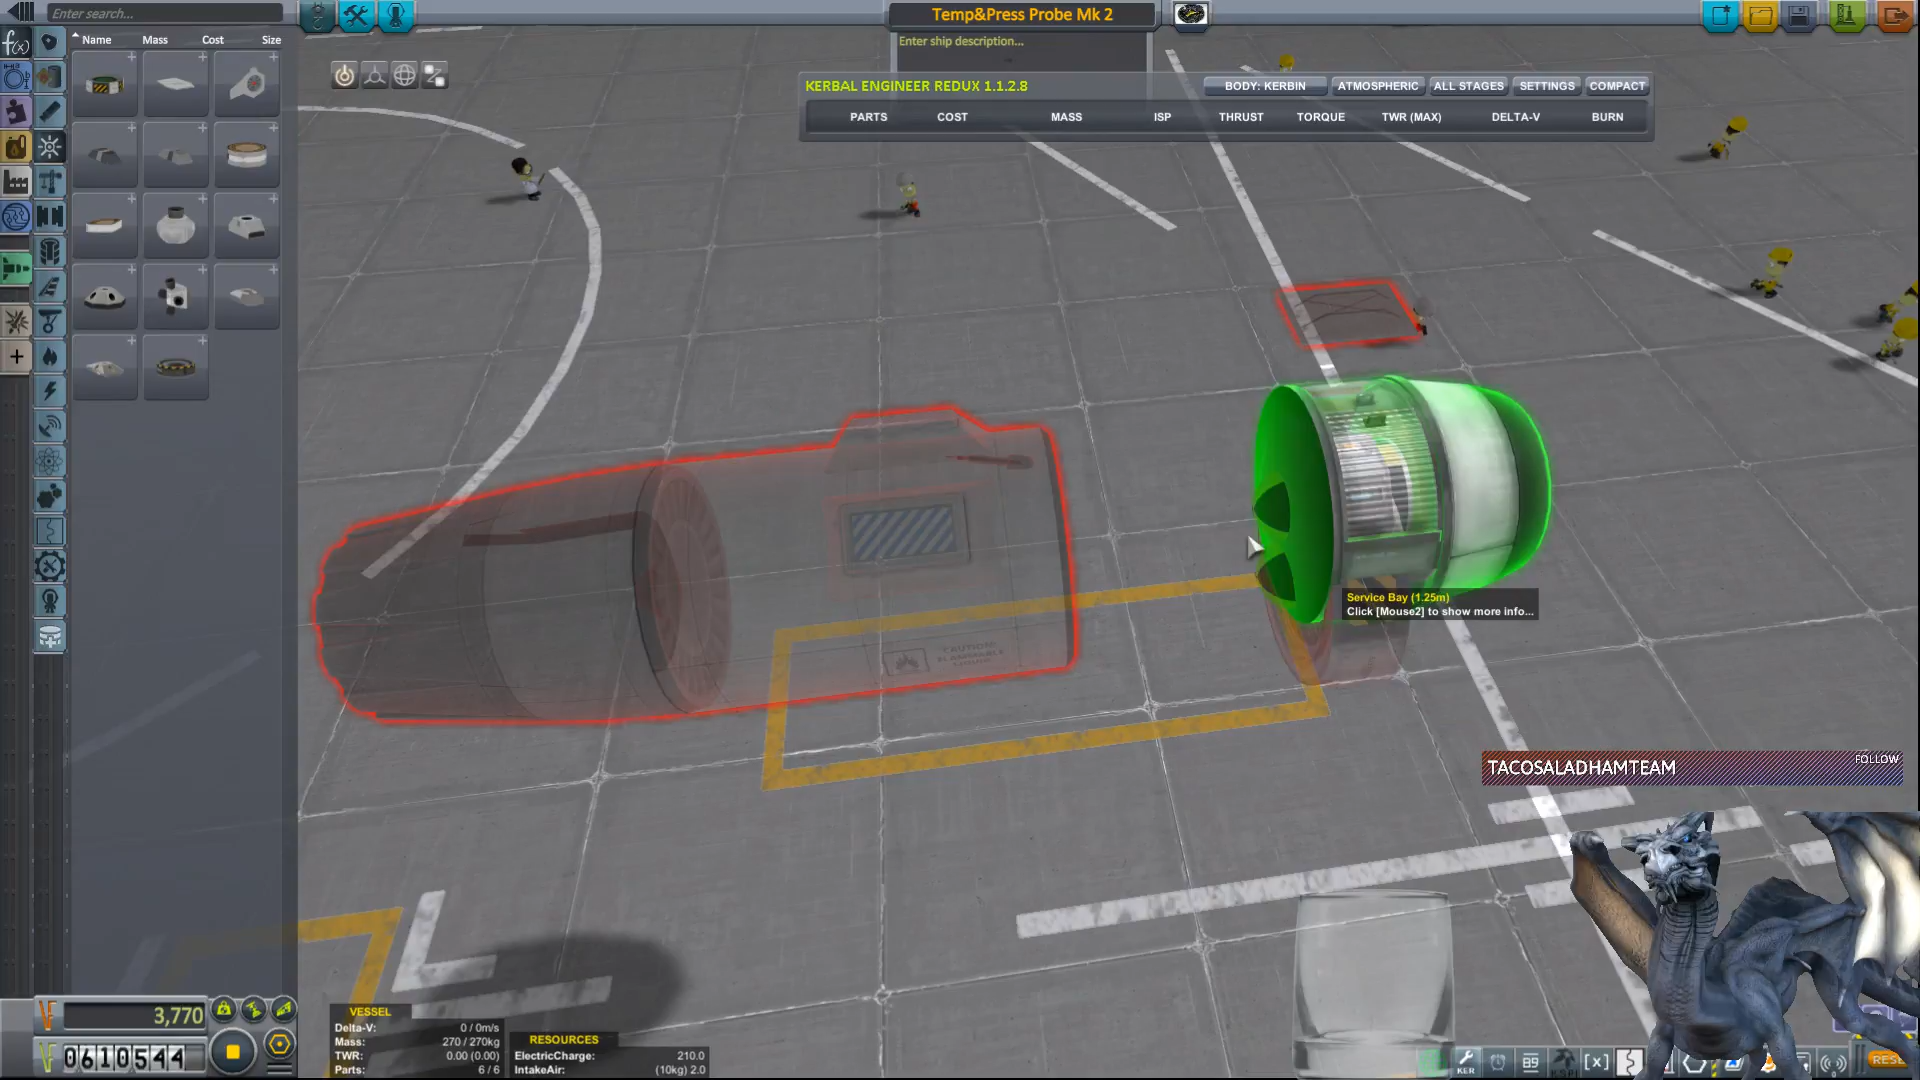 Enter search...
Temp&Press Probe Mk 2
Enter ship description...
Name Mass Cost Size
KERBAL ENGINEER REDUX 1.1.2.8
BODY: KERBIN ATMOSPHERIC ALL STAGES SETTINGS COMPACT
PARTS COST MASS ISP THRUST TORQUE TWR (MAX) DELTA-V BURN
Service Bay (1.25m)
Click [Mouse2] to show more info...
TACOSALADHAMTEAM
FOLLOW
3,770
0610544
VESSEL
Delta-V: 0 / 0m/s
Mass: 270 / 270kg
TWR: 0.00 (0.00)
Parts: 6 / 6
RESOURCES
ElectricCharge: 210.0
IntakeAir: (10kg) 2.0
KER